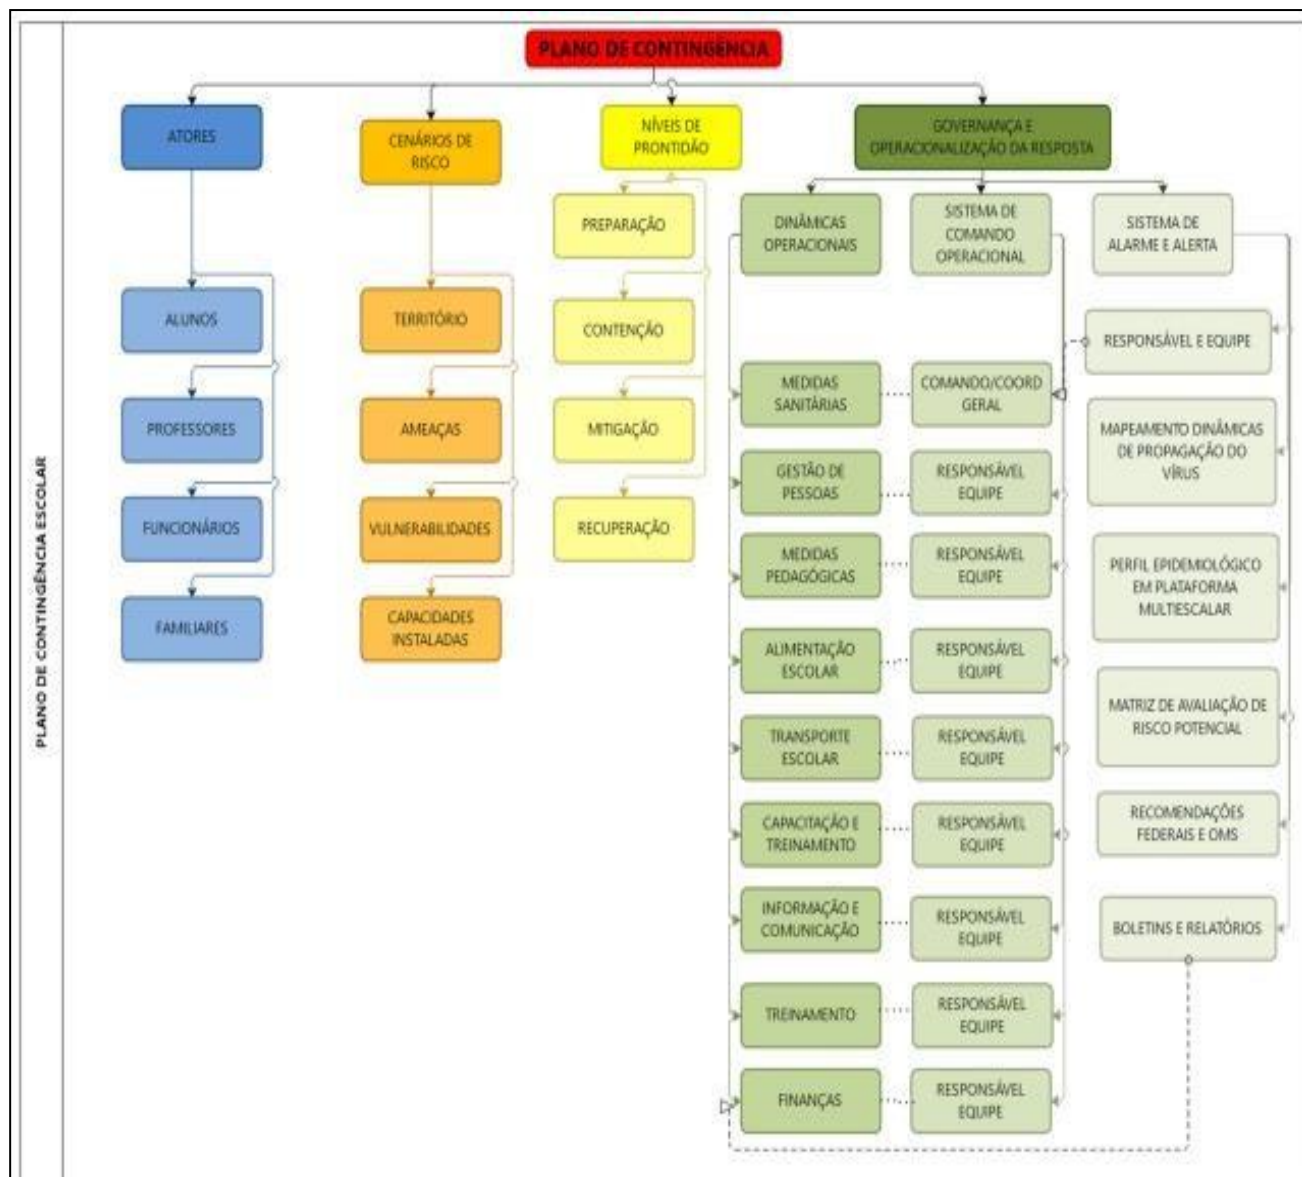 PLANO DE CONTINGÊNCIA ESCOLAR
PLANO DE CONTINGÊNCIA
ATORES
ALUNOS
PROFESSORES
FUNCIONÁRIOS
FAMILIARES
CENÁRIOS DE
RISCO
TERRITÓRIO
AMEAÇAS
VULNERABILIDADES
CAPACIDADES
INSTALADAS
NÍVEIS DE
PRONTIDÃO
PREPARAÇÃO
CONTENÇÃO
MITIGAÇÃO
RECUPERAÇÃO
GOVERNANÇA E
OPERACIONALIZAÇÃO DA RESPOSTA
DINÂMICAS
OPERACIONAIS
MEDIDAS
SANITÁRIAS
GESTÃO DE
PESSOAS
MEDIDAS
PEDAGÓGICAS
ALIMENTAÇÃO
ESCOLAR
TRANSPORTE
ESCOLAR
CAPACITAÇÃO E
TREINAMENTO
INFORMAÇÃO E
COMUNICAÇÃO
TREINAMENTO
FINANÇAS
SISTEMA DE
COMANDO
OPERACIONAL
COMANDO/COORD
GERAL
RESPONSÁVEL
EQUIPE
RESPONSÁVEL
EQUIPE
RESPONSÁVEL
EQUIPE
RESPONSÁVEL
EQUIPE
RESPONSÁVEL
EQUIPE
RESPONSÁVEL
EQUIPE
RESPONSÁVEL
EQUIPE
RESPONSÁVEL
EQUIPE
SISTEMA DE
ALARME E ALERTA
RESPONSÁVEL E EQUIPE
MAPEAMENTO DINÂMICAS
DE PROPAGAÇÃO DO
VÍRUS
PERFIL EPIDEMIOLÓGICO
EM PLATAFORMA
MULTIESCALAR
MATRIZ DE AVALIAÇÃO DE
RISCO POTENCIAL
RECOMENDAÇÕES
FEDERAIS E OMS
BOLETINS E RELATÓRIOS